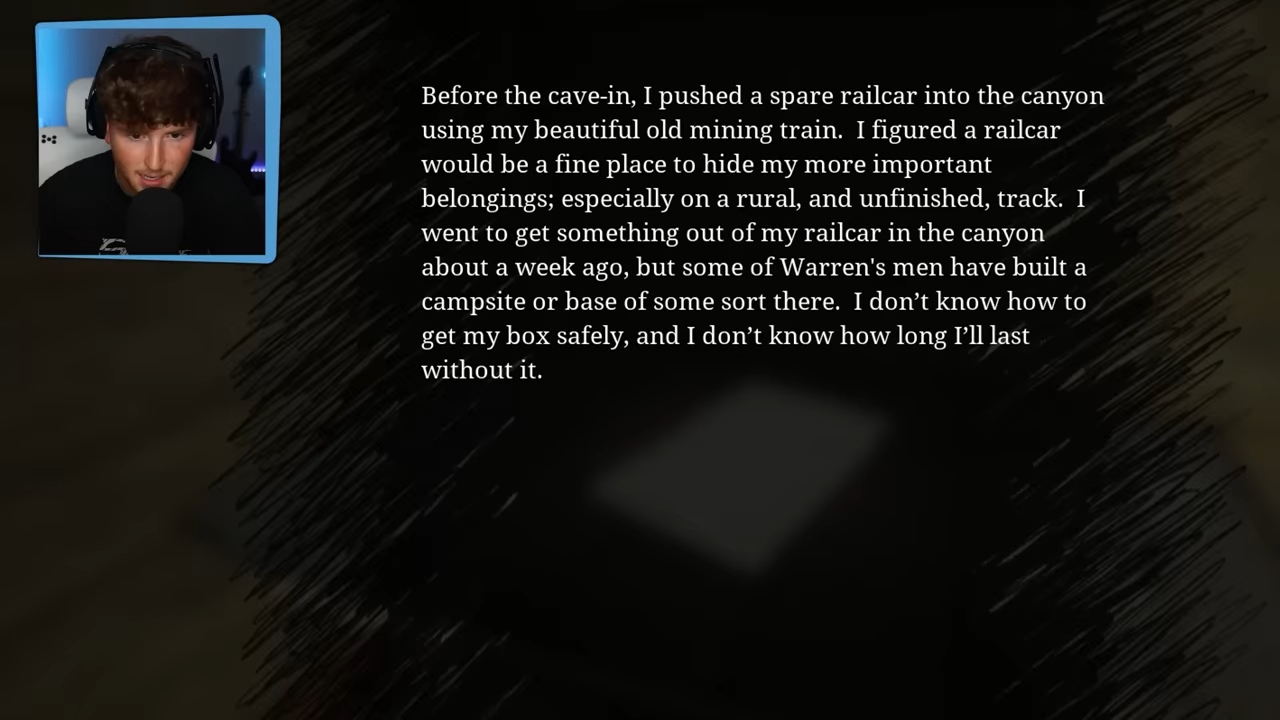 Before the cave-in, I pushed a spare railcar into the canyon
using my beautiful old mining train.  I figured a railcar
would be a fine place to hide my more important
belongings; especially on a rural, and unfinished, track.  I
went to get something out of my railcar in the canyon
about a week ago, but some of Warren's men have built a
campsite or base of some sort there.  I don’t know how to
get my box safely, and I don’t know how long I’ll last
without it.